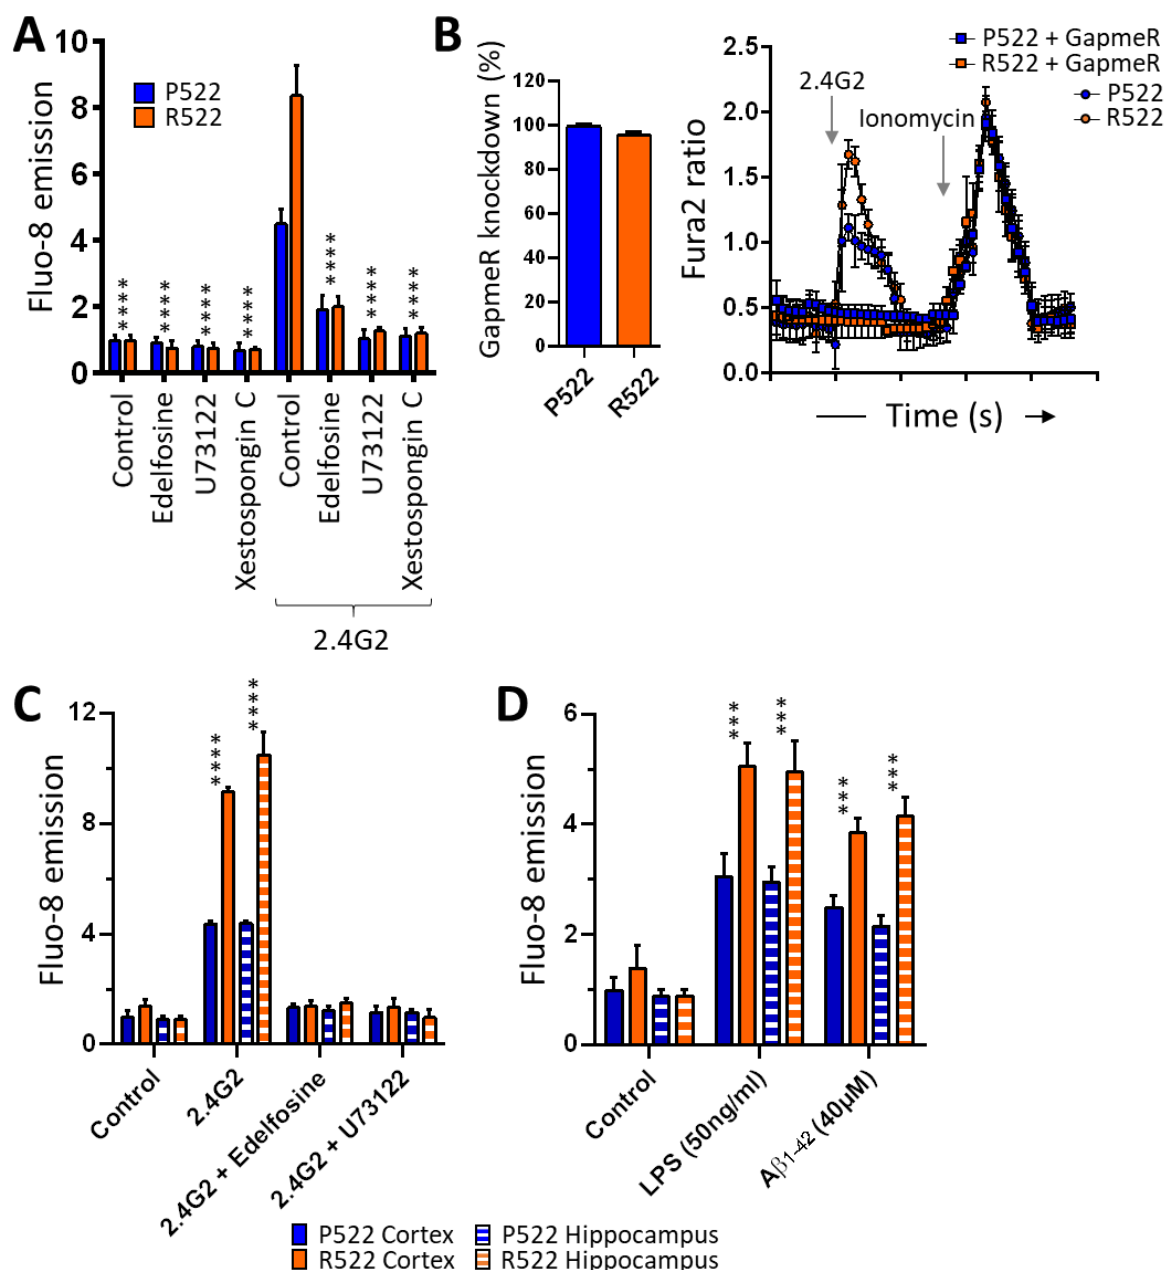 A
Fluo-8 emission
10
8
6
4
2
0
P522
R522
****
****
****
****
****
****
****
Control
Edelfosine
U73122
Xestospongin C
Control
Edelfosine
U73122
Xestospongin C
2.4G2
B
GapmeR knockdown (%)
120
100
80
60
40
20
0
P522
R522
Fura2 ratio
2.5
2.0
1.5
1.0
0.5
0.0
2.4G2
Ionomycin
P522 + GapmeR
R522 + GapmeR
P522
R522
Time (s)
C
Fluo-8 emission
12
8
4
0
****
****
Control
2.4G2
2.4G2 + Edelfosine
2.4G2 + U73122
D
Fluo-8 emission
6
4
2
0
***
***
***
***
Control
LPS (50ng/ml)
Aβ1-42 (40μM)
P522 Cortex
P522 Hippocampus
R522 Cortex
R522 Hippocampus